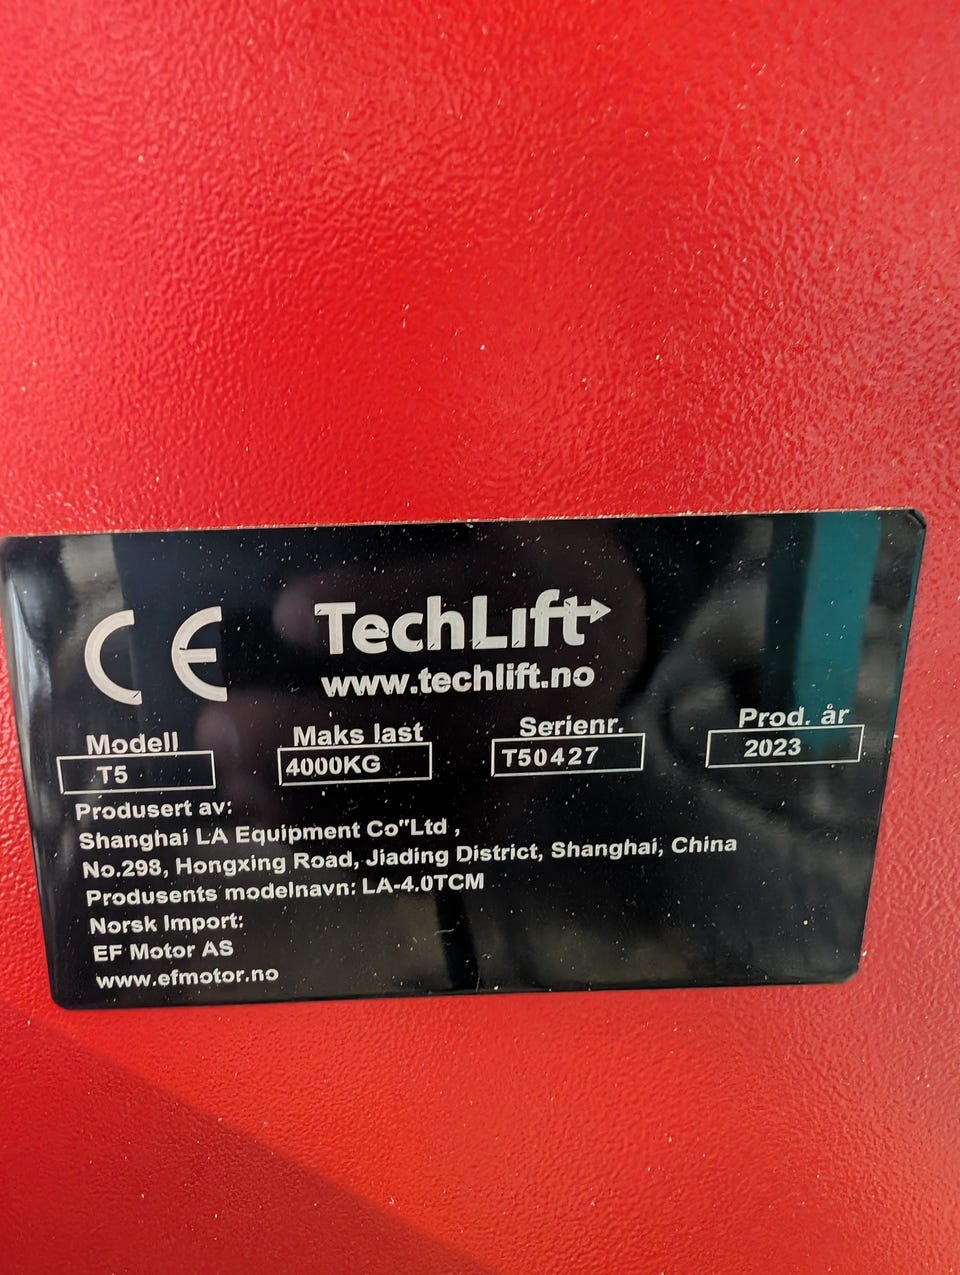 CE
TechLift
www.techlift.no
Modell Maks last Serienr. Prod. år
T5 4000KG T50427 2023
Produsert av:
Shanghai LA Equipment Co"Ltd ,
No.298, Hongxing Road, Jiading District, Shanghai, China
Produsents modelnavn: LA-4.0TCM
Norsk Import:
EF Motor AS
www.efmotor.no